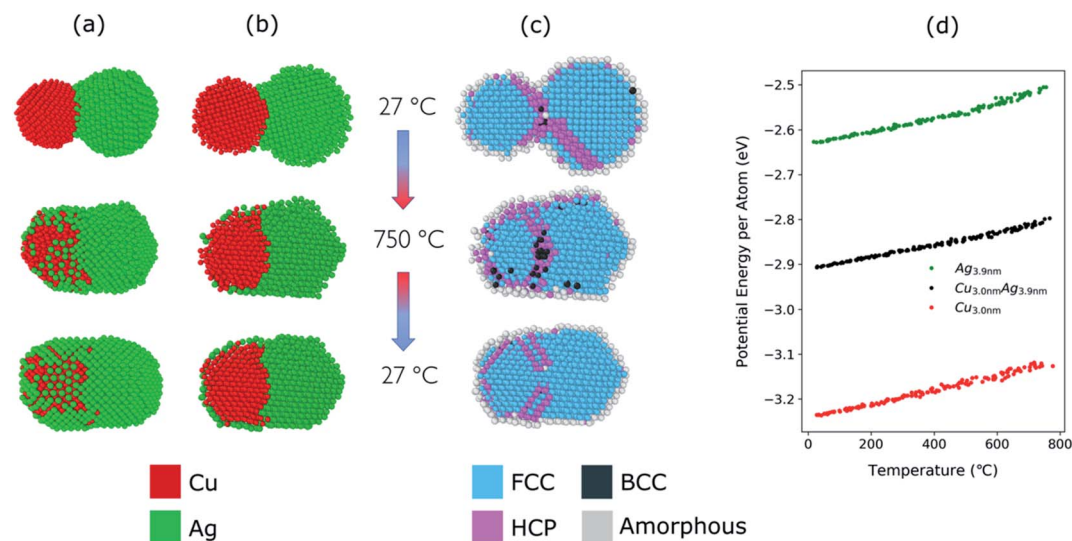 (a)
(b)
(c)
(d)
27 °C
750 °C
27 °C
Cu
Ag
FCC
HCP
BCC
Amorphous
Potential Energy per Atom (eV)
−2.5
−2.6
−2.7
−2.8
−2.9
−3.0
−3.1
−3.2
Ag3.9nm
Cu3.0nmAg3.9nm
Cu3.0nm
0
200
400
600
800
Temperature (°C)